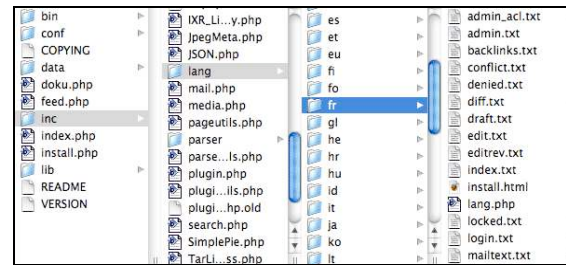 bin
conf
COPYING
data
doku.php
feed.php
inc
index.php
install.php
lib
README
VERSION
IXR_Li...y.php
JpegMeta.php
JSON.php
lang
mail.php
media.php
pageutils.php
parser
parse...ls.php
plugin.php
plugi...ils.php
plugi...hp.old
search.php
SimplePie.php
TarLi...ss.php
es
et
eu
fi
fo
fr
gl
he
hr
hu
id
it
ja
ko
lt
admin_acl.txt
admin.txt
backlinks.txt
conflict.txt
denied.txt
diff.txt
draft.txt
edit.txt
editrev.txt
index.txt
install.html
lang.php
locked.txt
login.txt
mailtext.txt